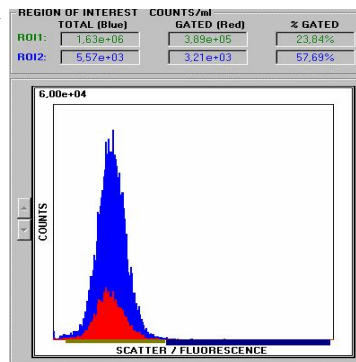 REGION OF INTEREST COUNTS/ml
TOTAL (Blue) GATED (Red) % GATED
ROI1: 1,63e+06 3,89e+05 23,84%
ROI2: 5,57e+03 3,21e+03 57,69%
6,00e+04
COUNTS
SCATTER / FLUORESCENCE